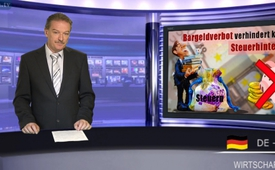 Bargeldverbot verhindert k
Steuerhinte
Steuern
DE -
WIRTSCHA